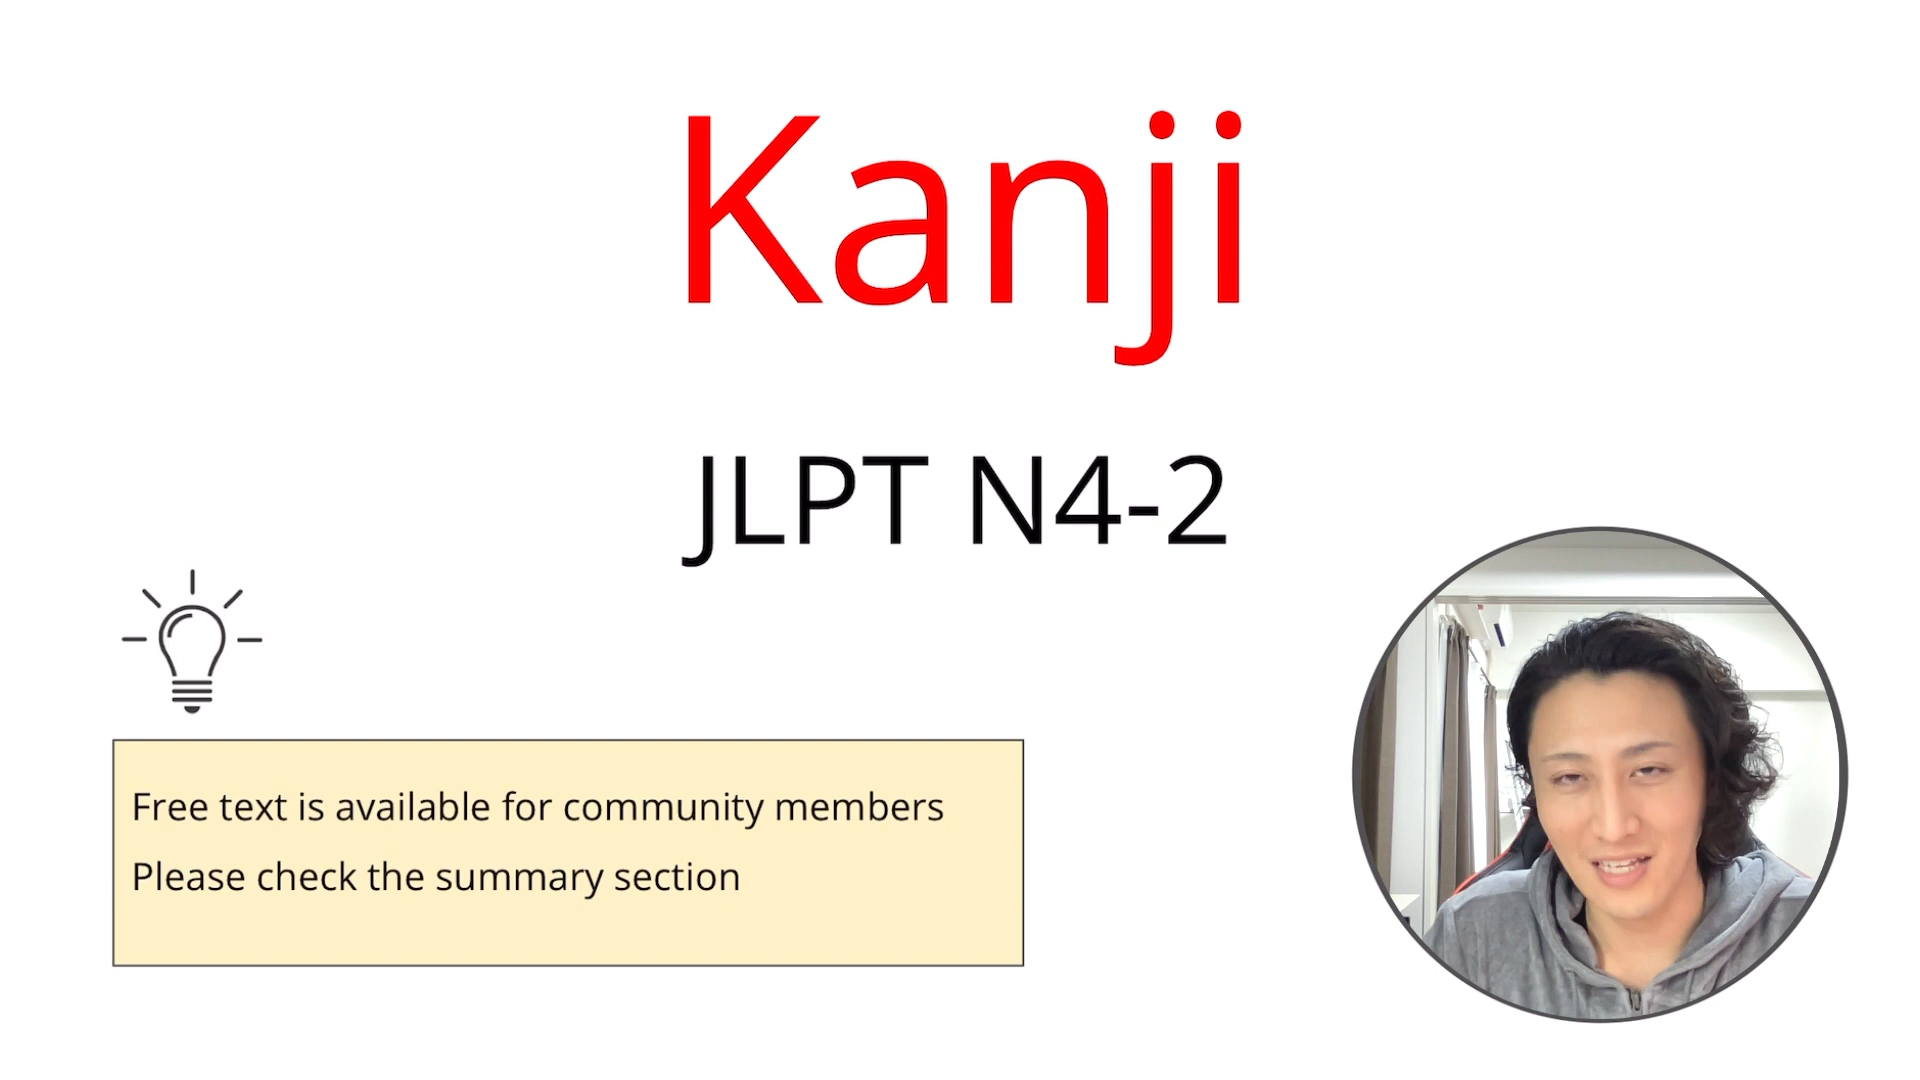 Kanji
JLPT N4-2
Free text is available for community members
Please check the summary section